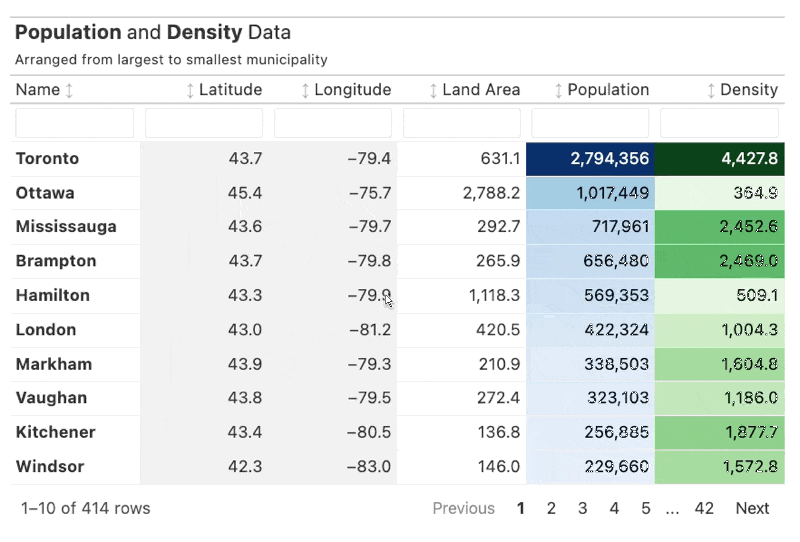 Population and Density Data
Arranged from largest to smallest municipality
Name Latitude Longitude Land Area Population Density
Toronto 43.7 −79.4 631.1 2,794,356 4,427.8
Ottawa 45.4 −75.7 2,788.2 1,017,449 364.9
Mississauga 43.6 −79.7 292.7 717,961 2,452.6
Brampton 43.7 −79.8 265.9 656,480 2,469.0
Hamilton 43.3 −79.9 1,118.3 569,353 509.1
London 43.0 −81.2 420.5 422,324 1,004.3
Markham 43.9 −79.3 210.9 338,503 1,604.8
Vaughan 43.8 −79.5 272.4 323,103 1,186.0
Kitchener 43.4 −80.5 136.8 256,885 1,877.7
Windsor 42.3 −83.0 146.0 229,660 1,572.8
1–10 of 414 rows Previous 1 2 3 4 5 ... 42 Next